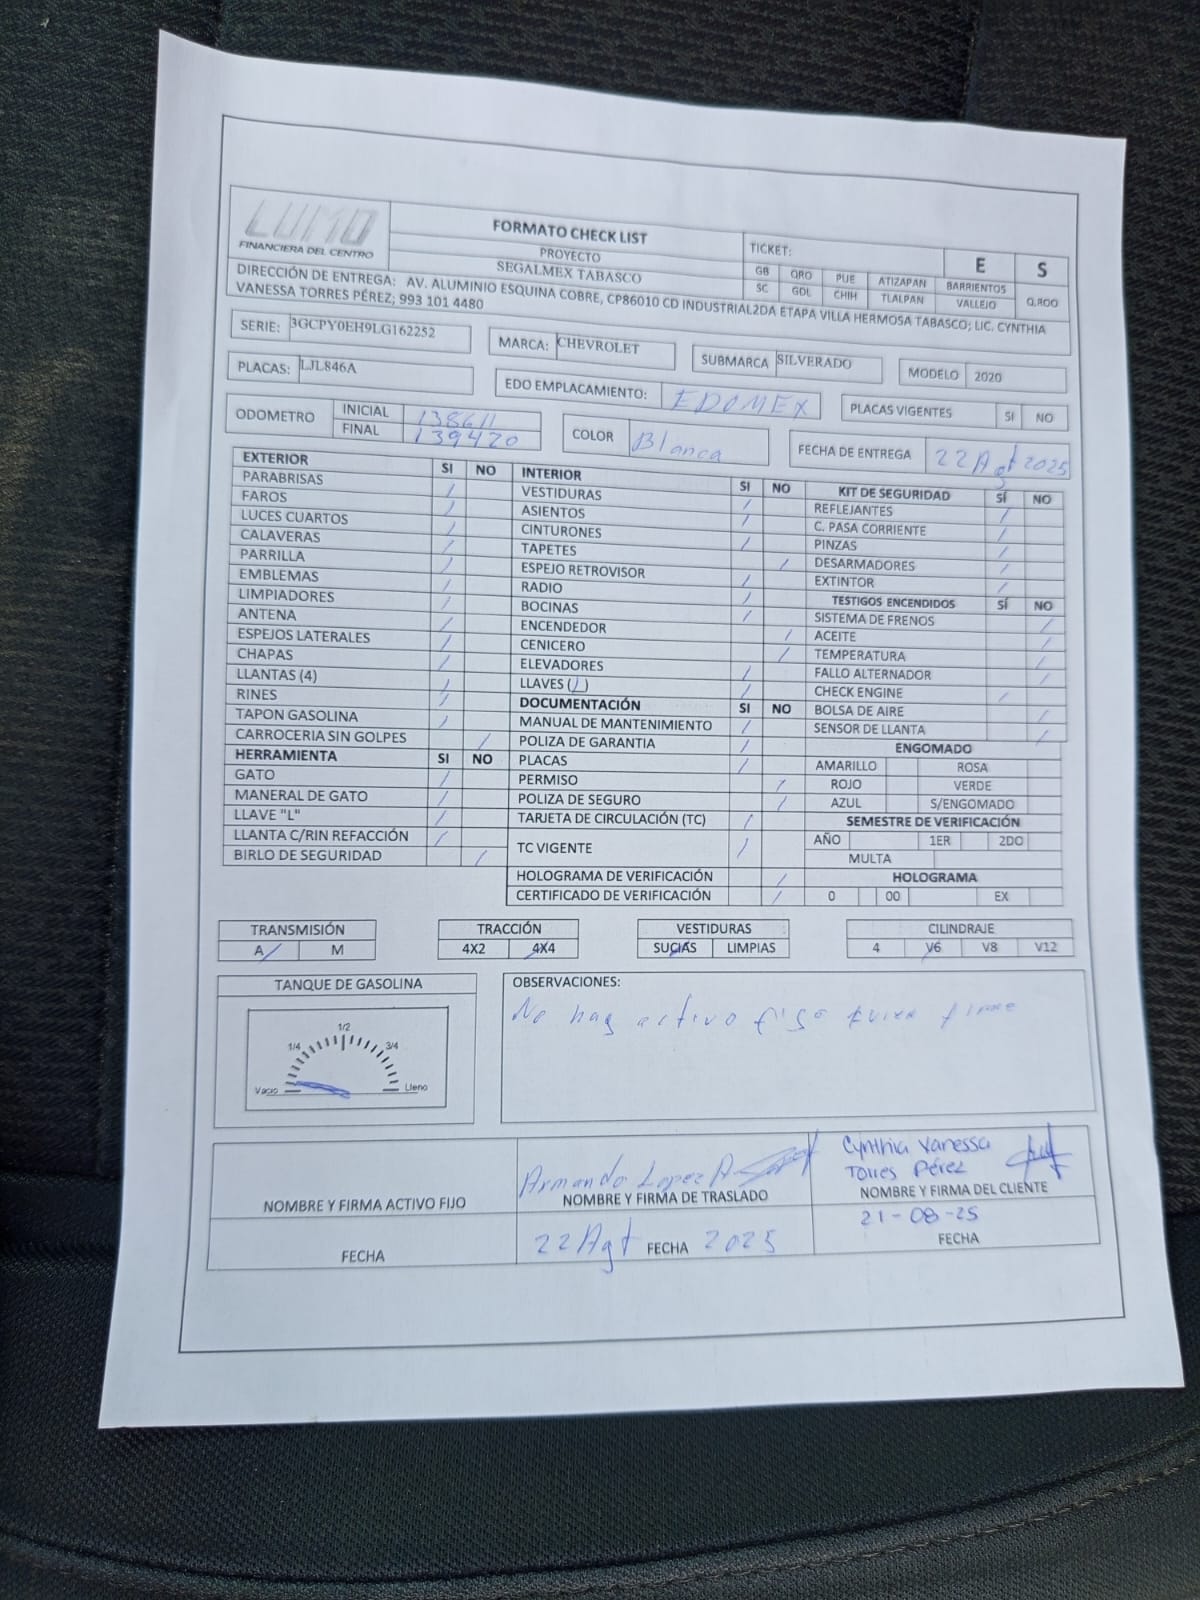 LUMO
FINANCIERA DEL CENTRO
FORMATO CHECK LIST
PROYECTO
SEGALMEX TABASCO
TICKET:
E S
GB QRO PUE ATIZAPAN BARRIENTOS
SC GDL CHIH TLALPAN VALLEJO Q.ROO
DIRECCIÓN DE ENTREGA: AV. ALUMINIO ESQUINA COBRE, CP86010 CD INDUSTRIAL2DA ETAPA VILLA HERMOSA TABASCO; LIC. CYNTHIA
VANESSA TORRES PÉREZ; 993 101 4480
SERIE: 3GCPY0EH9LG162252
MARCA: CHEVROLET
SUBMARCA SILVERADO
MODELO 2020
PLACAS: LJL846A
EDO EMPLACAMIENTO: EDOMEX
PLACAS VIGENTES SI NO
ODOMETRO
INICIAL 138611
FINAL 139420
COLOR Blanca
FECHA DE ENTREGA 22 Agt 2025
EXTERIOR SI NO
PARABRISAS
FAROS
LUCES CUARTOS
CALAVERAS
PARRILLA
EMBLEMAS
LIMPIADORES
ANTENA
ESPEJOS LATERALES
CHAPAS
LLANTAS (4)
RINES
TAPON GASOLINA
CARROCERIA SIN GOLPES
HERRAMIENTA SI NO
GATO
MANERAL DE GATO
LLAVE "L"
LLANTA C/RIN REFACCIÓN
BIRLO DE SEGURIDAD
INTERIOR SI NO
VESTIDURAS
ASIENTOS
CINTURONES
TAPETES
ESPEJO RETROVISOR
RADIO
BOCINAS
ENCENDEDOR
CENICERO
ELEVADORES
LLAVES (1)
DOCUMENTACIÓN SI NO
MANUAL DE MANTENIMIENTO
POLIZA DE GARANTIA
PLACAS
PERMISO
POLIZA DE SEGURO
TARJETA DE CIRCULACIÓN (TC)
TC VIGENTE
HOLOGRAMA DE VERIFICACIÓN
CERTIFICADO DE VERIFICACIÓN
KIT DE SEGURIDAD SÍ NO
REFLEJANTES
C. PASA CORRIENTE
PINZAS
DESARMADORES
EXTINTOR
TESTIGOS ENCENDIDOS SÍ NO
SISTEMA DE FRENOS
ACEITE
TEMPERATURA
FALLO ALTERNADOR
CHECK ENGINE
BOLSA DE AIRE
SENSOR DE LLANTA
ENGOMADO
AMARILLO ROSA
ROJO VERDE
AZUL S/ENGOMADO
SEMESTRE DE VERIFICACIÓN
AÑO 1ER 2DO
MULTA
HOLOGRAMA
0 00 EX
TRANSMISIÓN
A M
TRACCIÓN
4X2 4X4
VESTIDURAS
SUCIAS LIMPIAS
CILINDRAJE
4 V6 V8 V12
TANQUE DE GASOLINA
1/2
1/4 3/4
Vacio Lleno
OBSERVACIONES:
No hay activo fijo quien firme
Armando Lopez A
Cynthia Vanessa
Torres Pérez
NOMBRE Y FIRMA ACTIVO FIJO
NOMBRE Y FIRMA DE TRASLADO
NOMBRE Y FIRMA DEL CLIENTE
FECHA
22 Agt FECHA 2025
21-08-25
FECHA